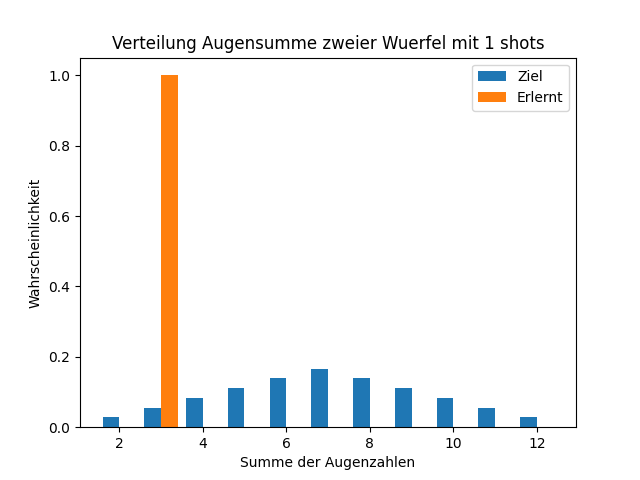 Verteilung Augensumme zweier Wuerfel mit 1 shots
Ziel
Erlernt
Wahrscheinlichkeit
1.0
0.8
0.6
0.4
0.2
0.0
2 4 6 8 10 12
Summe der Augenzahlen